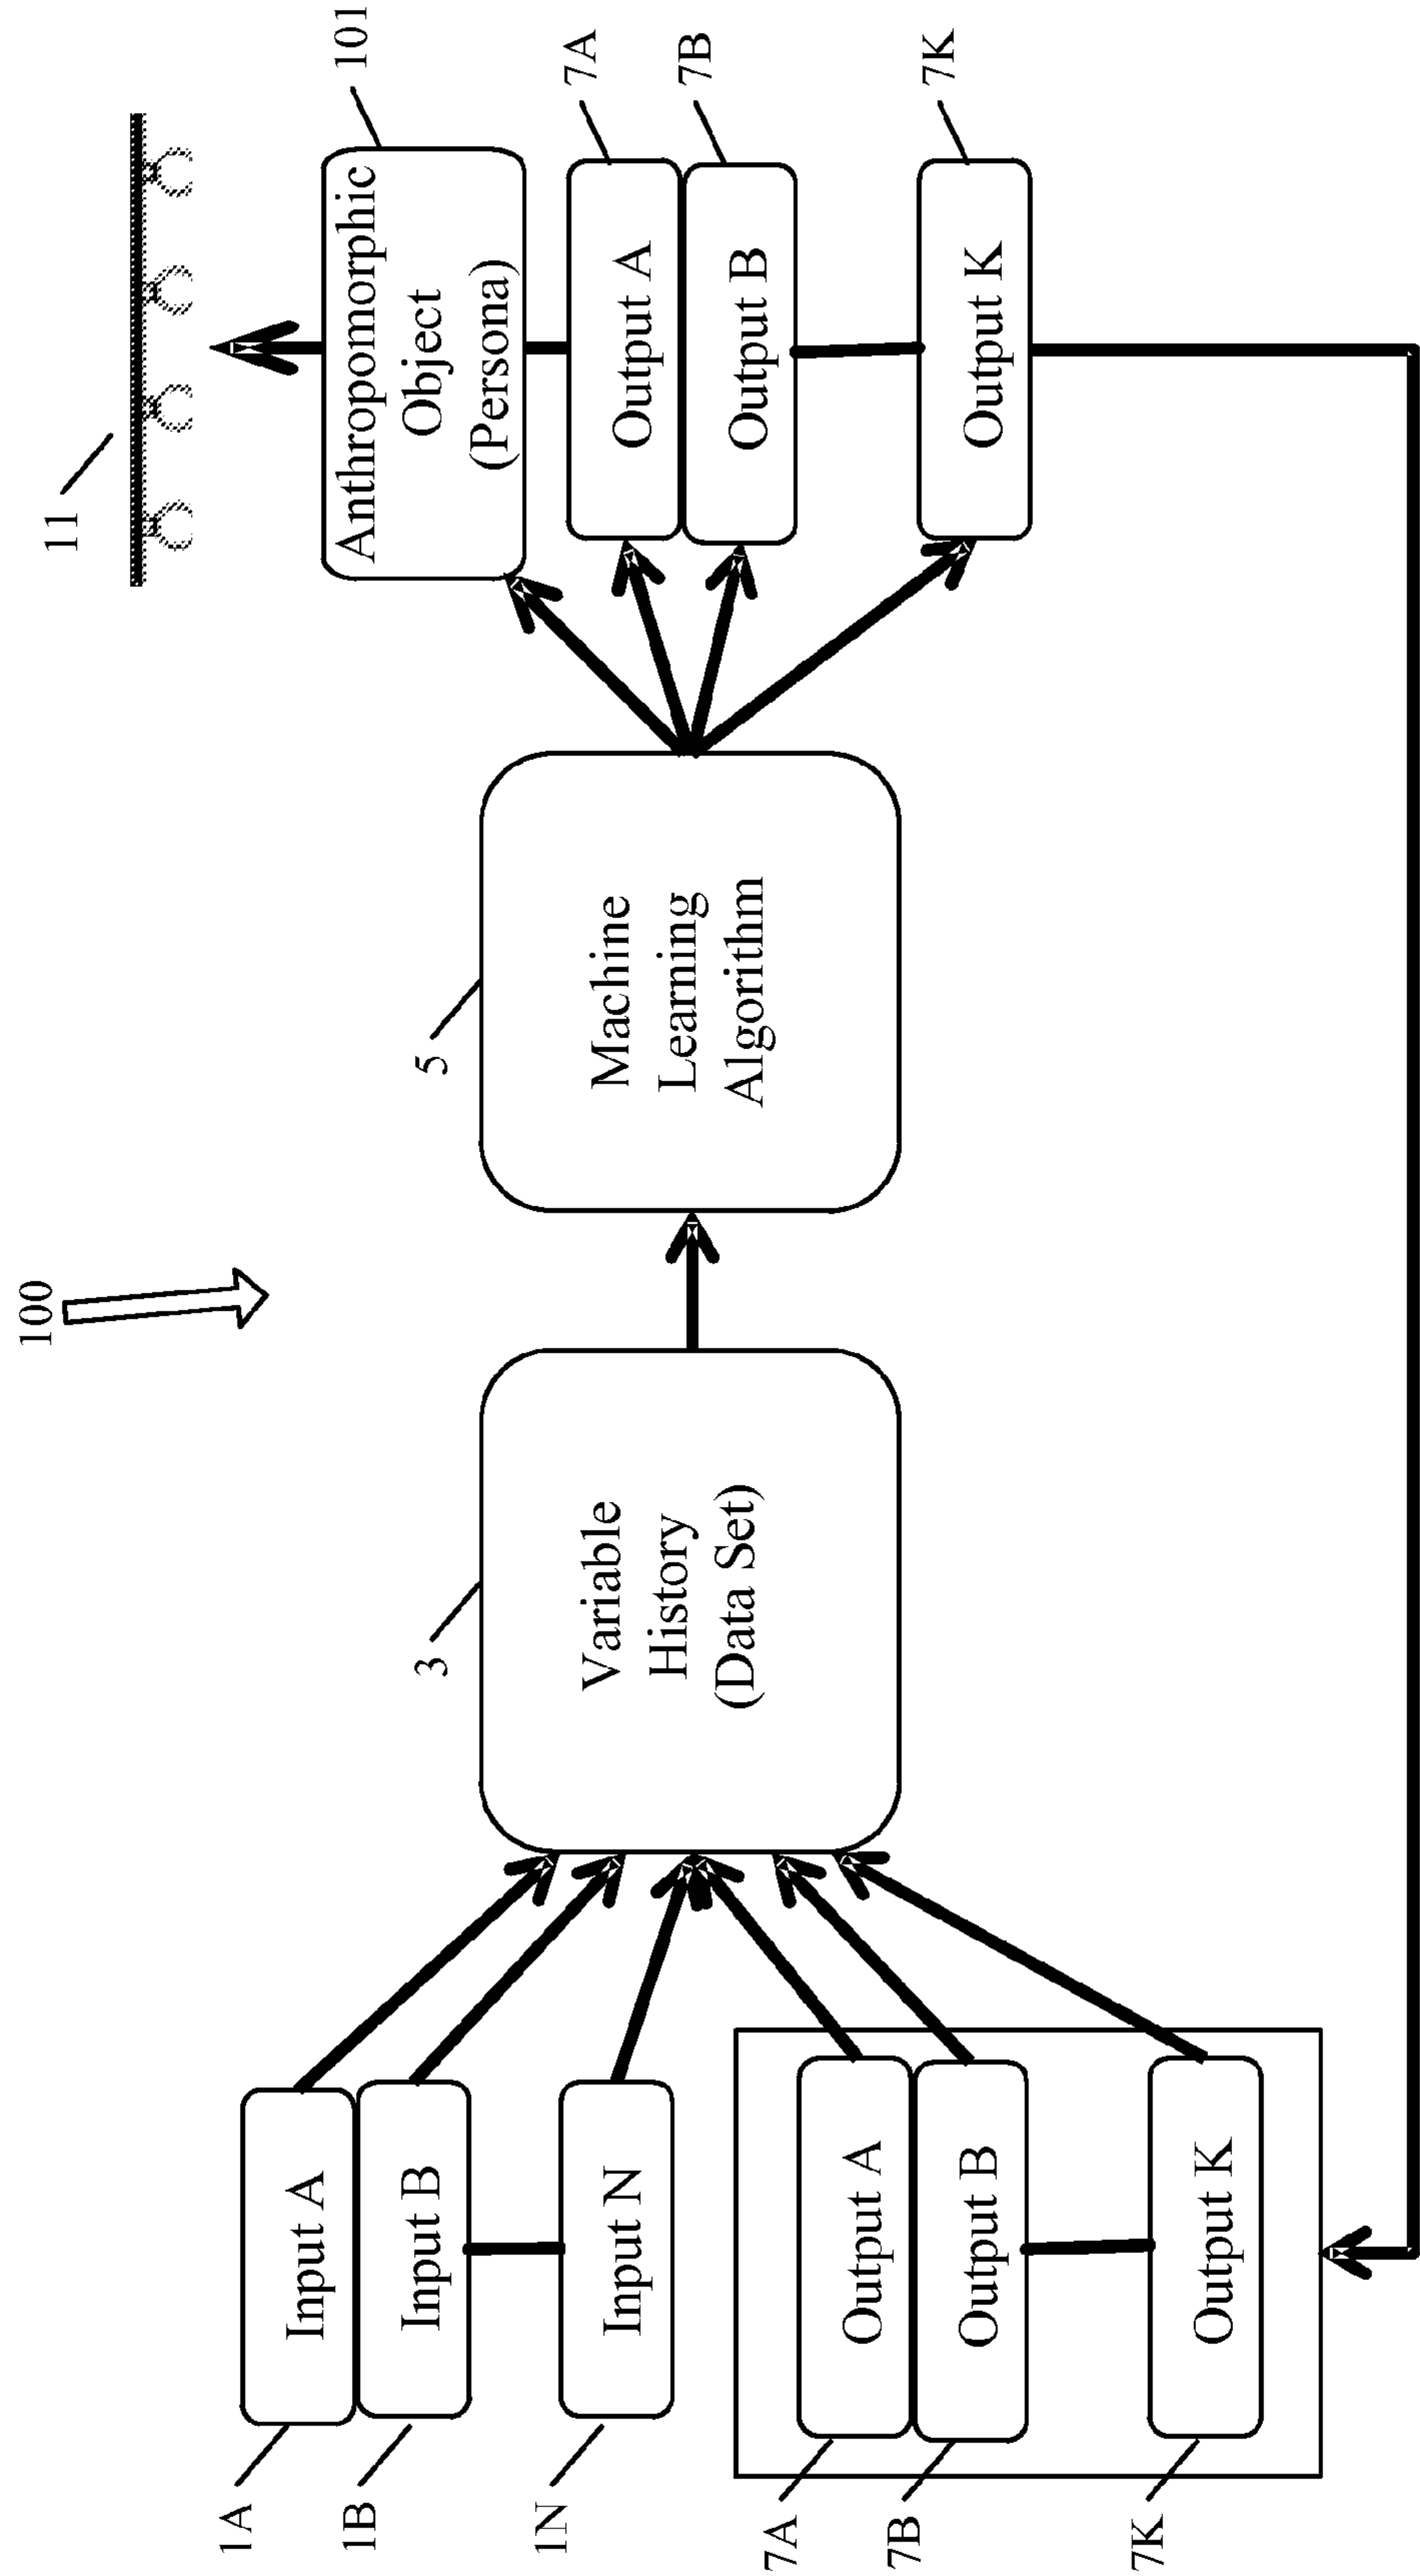 100
11
101
Anthropomorphic
Object
(Persona)
7A
Output A
7B
Output B
7K
Output K
5
Machine
Learning
Algorithm
3
Variable
History
(Data Set)
1A
Input A
1B
Input B
1N
Input N
7A
Output A
7B
Output B
7K
Output K